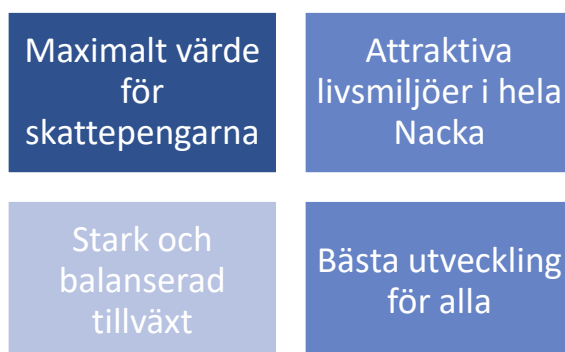 Maximalt värde
för
skattepengarna
Attraktiva
livsmiljöer i hela
Nacka
Stark och
balanserad
tillväxt
Bästa utveckling
för alla